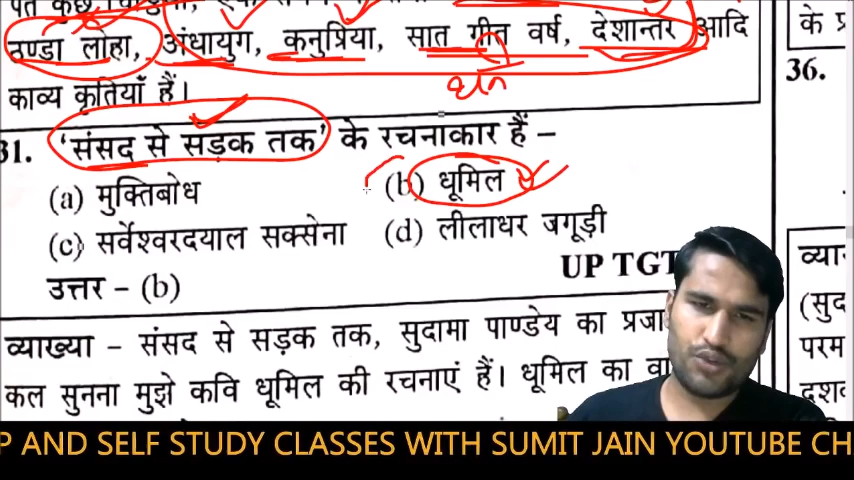 ठण्डा लोहा, अंधायुग, कनुप्रिया, सात गीत वर्ष, देशान्तर आदि
काव्य कृतियाँ हैं।
31. 'संसद से सड़क तक' के रचनाकार हैं –
(a) मुक्तिबोध (b) धूमिल
(c) सर्वेश्वरदयाल सक्सेना (d) लीलाधर जगूड़ी
उत्तर – (b) UP TGT
व्याख्या – संसद से सड़क तक, सुदामा पाण्डेय का प्रजा
कल सुनना मुझे कवि धूमिल की रचनाएं हैं। धूमिल का वा
के प्र
36.
व्या
(सुद
परम
दशव
P AND SELF STUDY CLASSES WITH SUMIT JAIN YOUTUBE CH